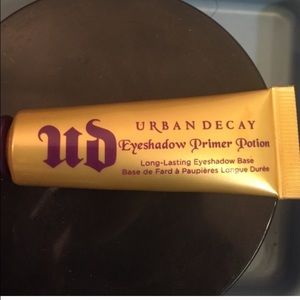 ud
URBAN DECAY
Eyeshadow Primer Potion
Long-Lasting Eyeshadow Base
Base de Fard à Paupières Longue Durée